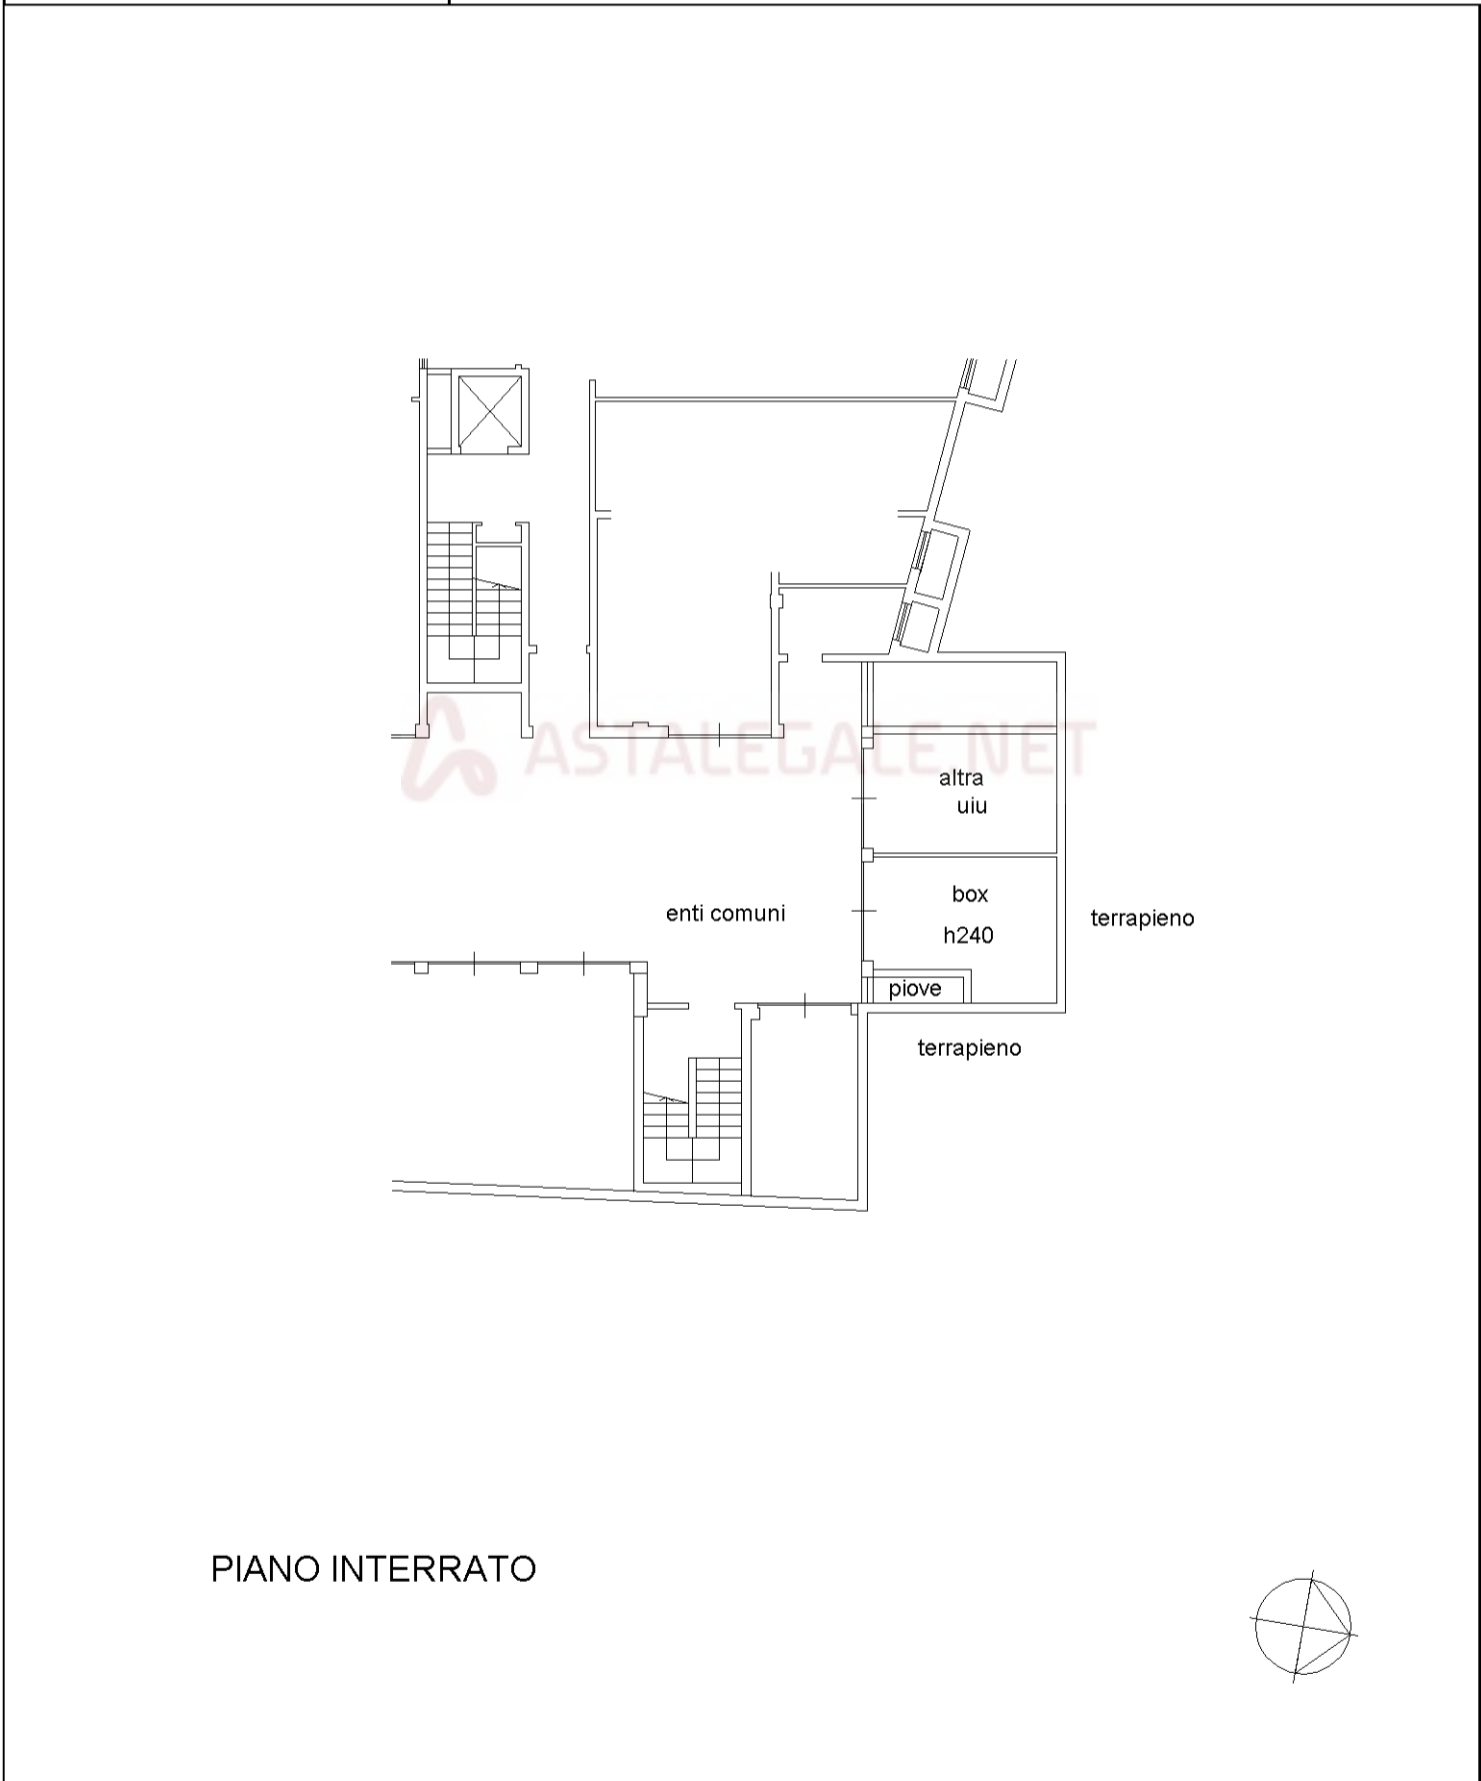 ASTALEGALE.NET
altra
uiu
box
enti comuni
terrapieno
h240
piove
terrapieno
PIANO INTERRATO